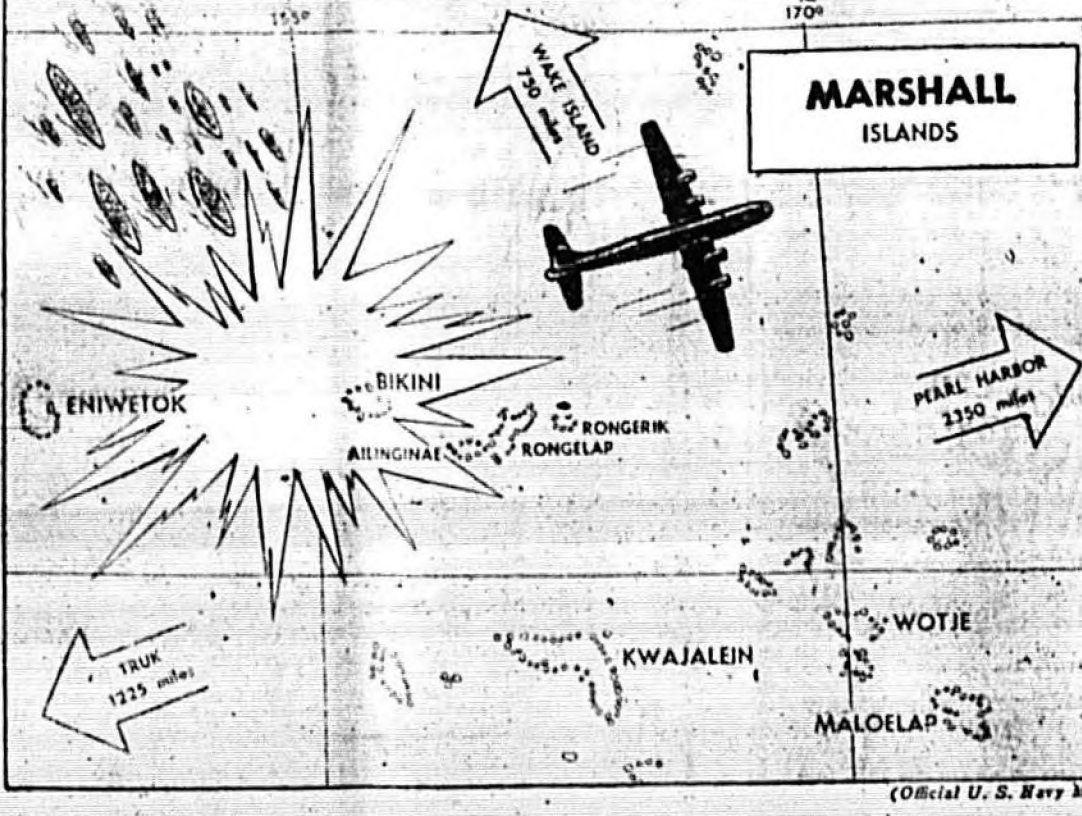 170°
WAKE ISLAND
750 miles
MARSHALL
ISLANDS
PEARL HARBOR
2350 miles
BIKINI
ENIWETOK
RONGERIK
AILINGINAE
RONGELAP
WOTJE
KWAJALEIN
TRUK
1225 miles
MALOELAP
(Official U. S. Navy